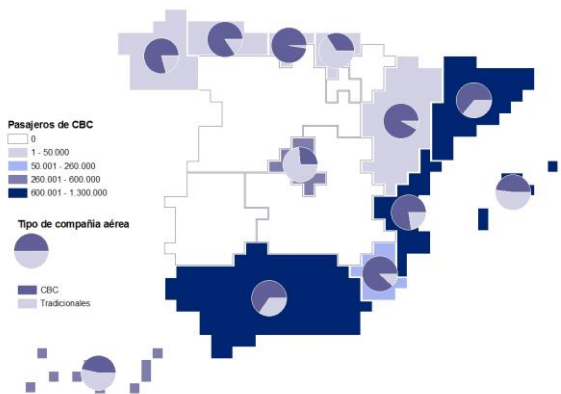 Pasajeros de CBC
0
1 - 50.000
50.001 - 260.000
260.001 - 600.000
600.001 - 1.300.000
Tipo de compañia aérea
CBC
Tradicionales